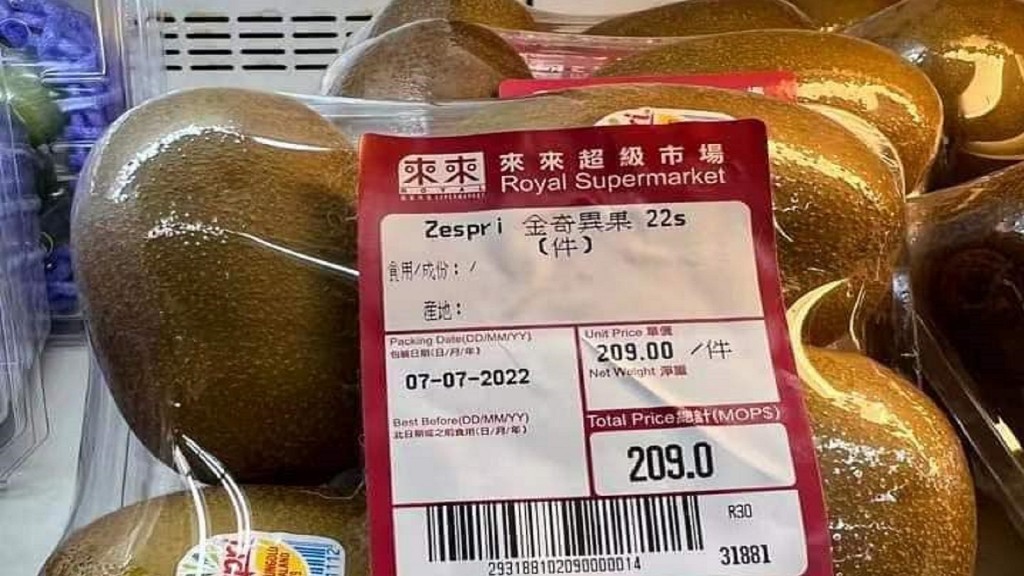 來來
ROYAL
SUPERMARKET
來來超級市場
Royal Supermarket
Zespri 金奇異果 22s
(件)
食用/成份: /
産地:
Packing Date(DD/MM/YY)
包裝日期(日/月/年)
07-07-2022
Unit Price 單價
209.00 /件
Net Weight 淨重
Best Before(DD/MM/YY)
此日期或之前食用(日/月/年)
Total Price總計(MOP$)
209.0
R30
2931881020900000014
31881
1112